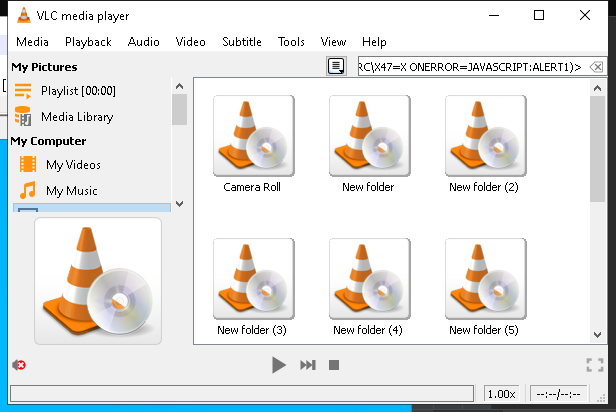 VLC media player
Media Playback Audio Video Subtitle Tools View Help
My Pictures
RC\X47=X ONERROR=JAVASCRIPT:ALERT1)>
Playlist [00:00]
Media Library
My Computer
My Videos
My Music
Camera Roll
New folder
New folder (2)
New folder (3)
New folder (4)
New folder (5)
1.00x
--:--/--:--